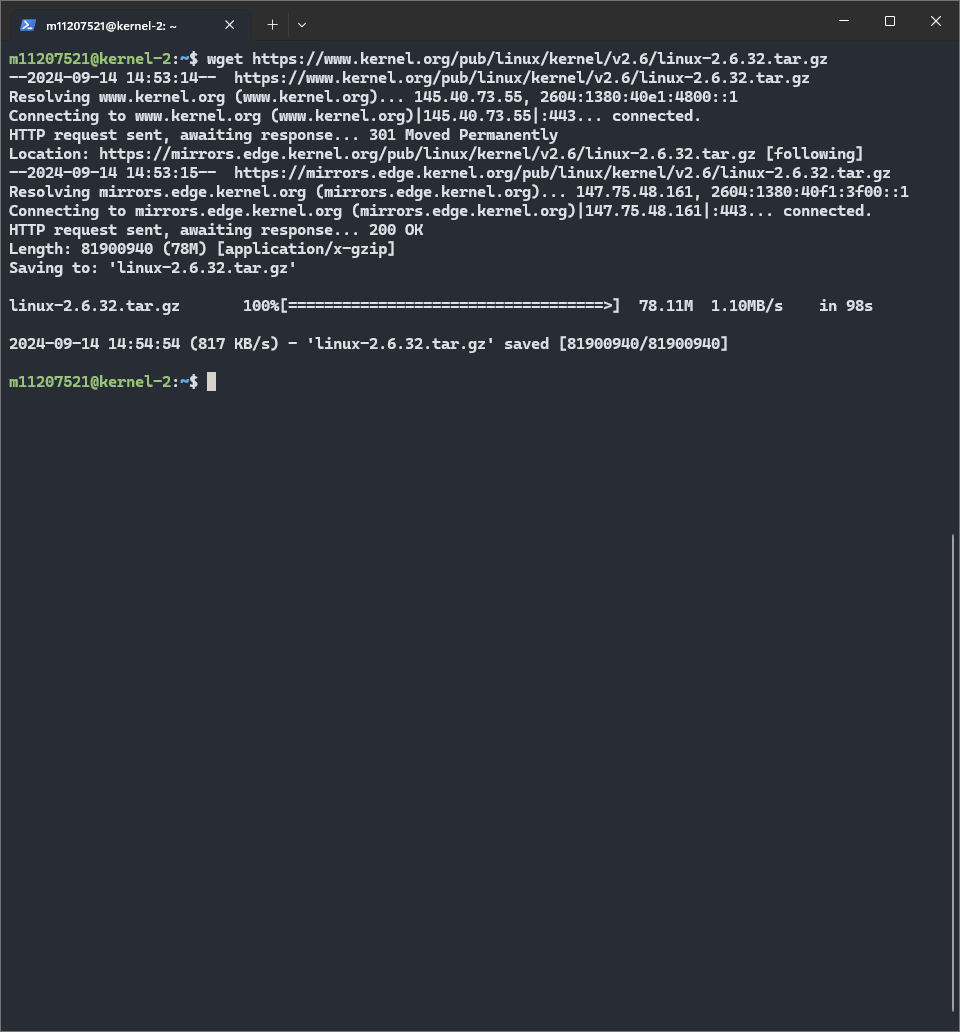 m11207521@kernel-2: ~
m11207521@kernel-2:~$ wget https://www.kernel.org/pub/linux/kernel/v2.6/linux-2.6.32.tar.gz
--2024-09-14 14:53:14--  https://www.kernel.org/pub/linux/kernel/v2.6/linux-2.6.32.tar.gz
Resolving www.kernel.org (www.kernel.org)... 145.40.73.55, 2604:1380:40e1:4800::1
Connecting to www.kernel.org (www.kernel.org)|145.40.73.55|:443... connected.
HTTP request sent, awaiting response... 301 Moved Permanently
Location: https://mirrors.edge.kernel.org/pub/linux/kernel/v2.6/linux-2.6.32.tar.gz [following]
--2024-09-14 14:53:15--  https://mirrors.edge.kernel.org/pub/linux/kernel/v2.6/linux-2.6.32.tar.gz
Resolving mirrors.edge.kernel.org (mirrors.edge.kernel.org)... 147.75.48.161, 2604:1380:40f1:3f00::1
Connecting to mirrors.edge.kernel.org (mirrors.edge.kernel.org)|147.75.48.161|:443... connected.
HTTP request sent, awaiting response... 200 OK
Length: 81900940 (78M) [application/x-gzip]
Saving to: 'linux-2.6.32.tar.gz'
linux-2.6.32.tar.gz       100%[===================================>]  78.11M  1.10MB/s    in 98s
2024-09-14 14:54:54 (817 KB/s) - 'linux-2.6.32.tar.gz' saved [81900940/81900940]
m11207521@kernel-2:~$